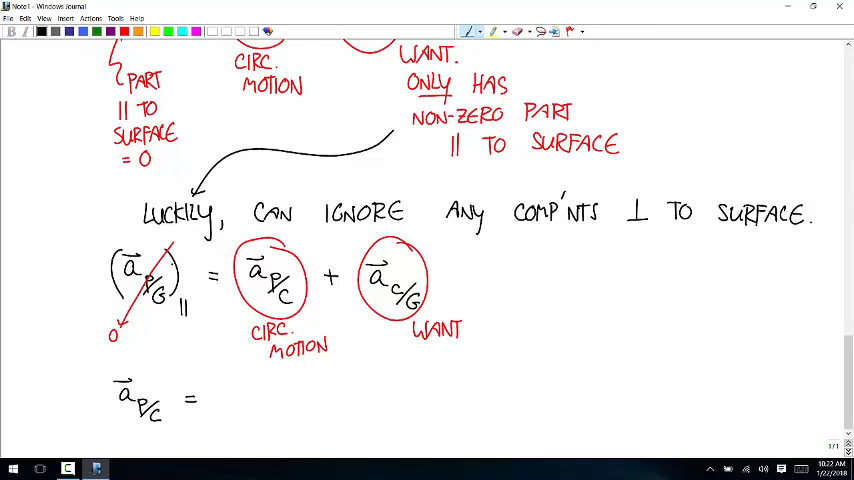 Note1 - Windows Journal
File Edit View Insert Actions Tools Help
B I
CIRC.
MOTION
WANT.
ONLY HAS
NON-ZERO PART
|| TO SURFACE
PART
|| TO
SURFACE
= 0
LUCKILY, CAN IGNORE ANY COMP'NTS ⊥ TO SURFACE.
(a⃗ P/G)|| = a⃗ P/C + a⃗ C/G
0
CIRC.
MOTION
WANT
a⃗ P/C =
1/1
10:22 AM
1/22/2018